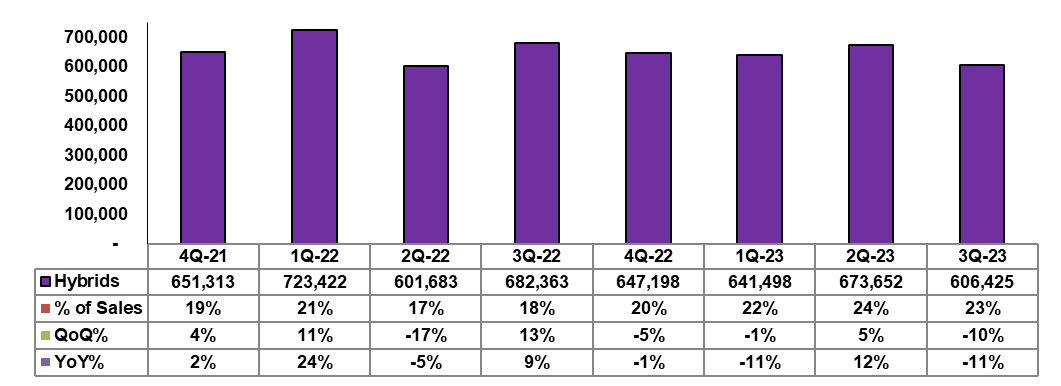 700,000
600,000
500,000
400,000
300,000
200,000
100,000
-
4Q-21 1Q-22 2Q-22 3Q-22 4Q-22 1Q-23 2Q-23 3Q-23
Hybrids 651,313 723,422 601,683 682,363 647,198 641,498 673,652 606,425
% of Sales 19% 21% 17% 18% 20% 22% 24% 23%
QoQ% 4% 11% -17% 13% -5% -1% 5% -10%
YoY% 2% 24% -5% 9% -1% -11% 12% -11%